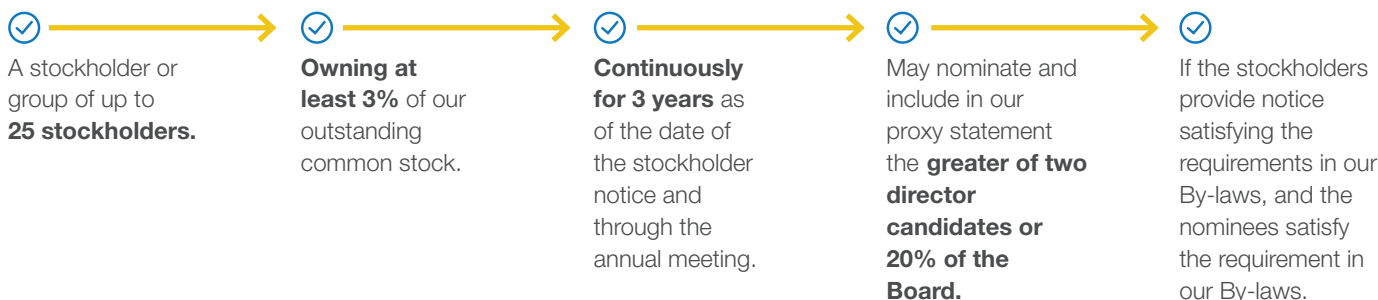 A stockholder or
group of up to
25 stockholders.
Owning at
least 3% of our
outstanding
common stock.
Continuously
for 3 years as
of the date of
the stockholder
notice and
through the
annual meeting.
May nominate and
include in our
proxy statement
the greater of two
director
candidates or
20% of the
Board.
If the stockholders
provide notice
satisfying the
requirements in our
By-laws, and the
nominees satisfy
the requirement in
our By-laws.